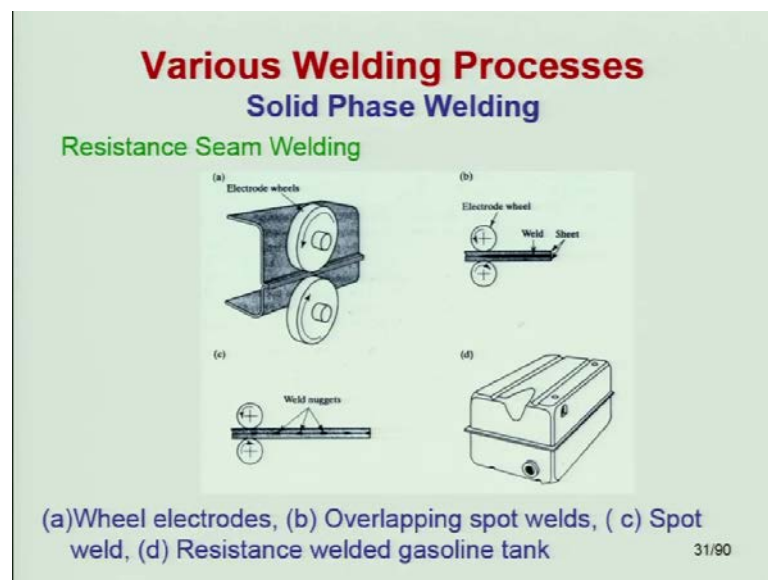 Various Welding Processes
Solid Phase Welding
Resistance Seam Welding
(a)
Electrode wheels
(b)
Electrode wheel
Weld Sheet
(c)
Weld nuggets
(d)
(a)Wheel electrodes, (b) Overlapping spot welds, ( c) Spot
weld, (d) Resistance welded gasoline tank
31/90